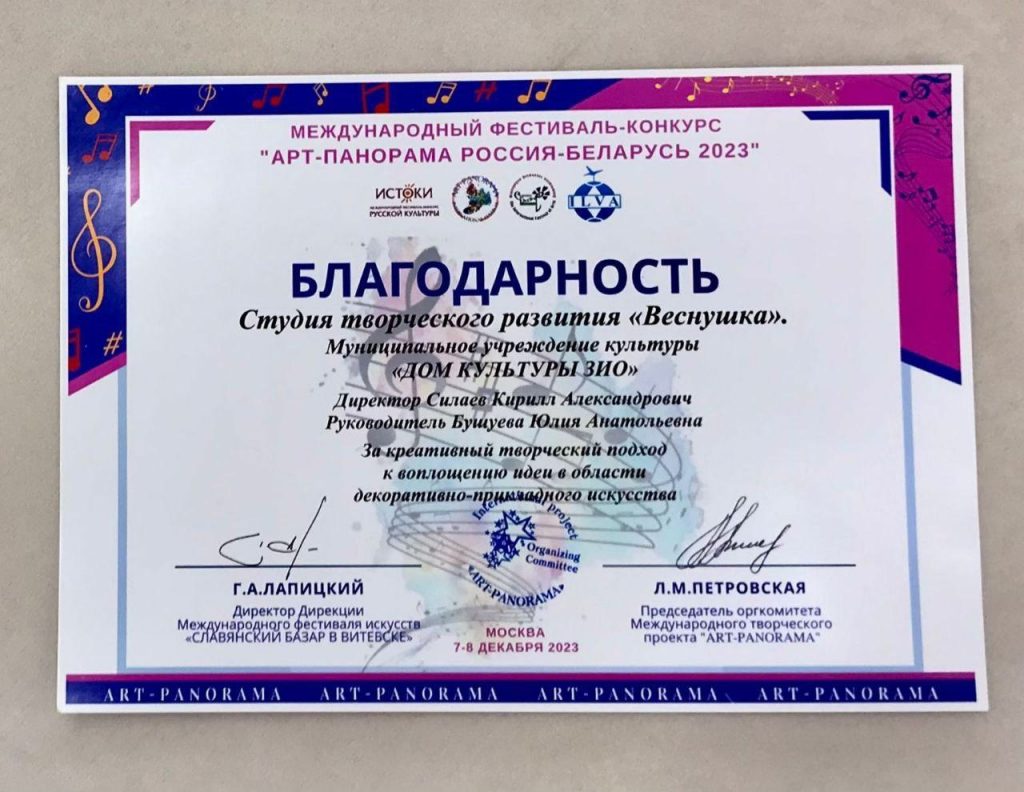 МЕЖДУНАРОДНЫЙ ФЕСТИВАЛЬ-КОНКУРС
"АРТ-ПАНОРАМА РОССИЯ-БЕЛАРУСЬ 2023"
ИСТОКИ
РУССКОЙ КУЛЬТУРЫ
ILVA
БЛАГОДАРНОСТЬ
Студия творческого развития «Веснушка».
Муниципальное учреждение культуры
«ДОМ КУЛЬТУРЫ ЗИО»
Директор Силаев Кирилл Александрович
Руководитель Бушуева Юлия Анатольевна
За креативный творческий подход
к воплощению идеи в области
декоративно-прикладного искусства
International project
Organizing
Committee
"ART-PANORAMA"
Г.А.ЛАПИЦКИЙ
Директор Дирекции
Международного фестиваля искусств
«СЛАВЯНСКИЙ БАЗАР В ВИТЕБСКЕ»
Л.М.ПЕТРОВСКАЯ
Председатель оргкомитета
Международного творческого
проекта "ART-PANORAMA"
МОСКВА
7-8 ДЕКАБРЯ 2023
ART-PANORAMA ART-PANORAMA ART-PANORAMA ART-PANORAMA